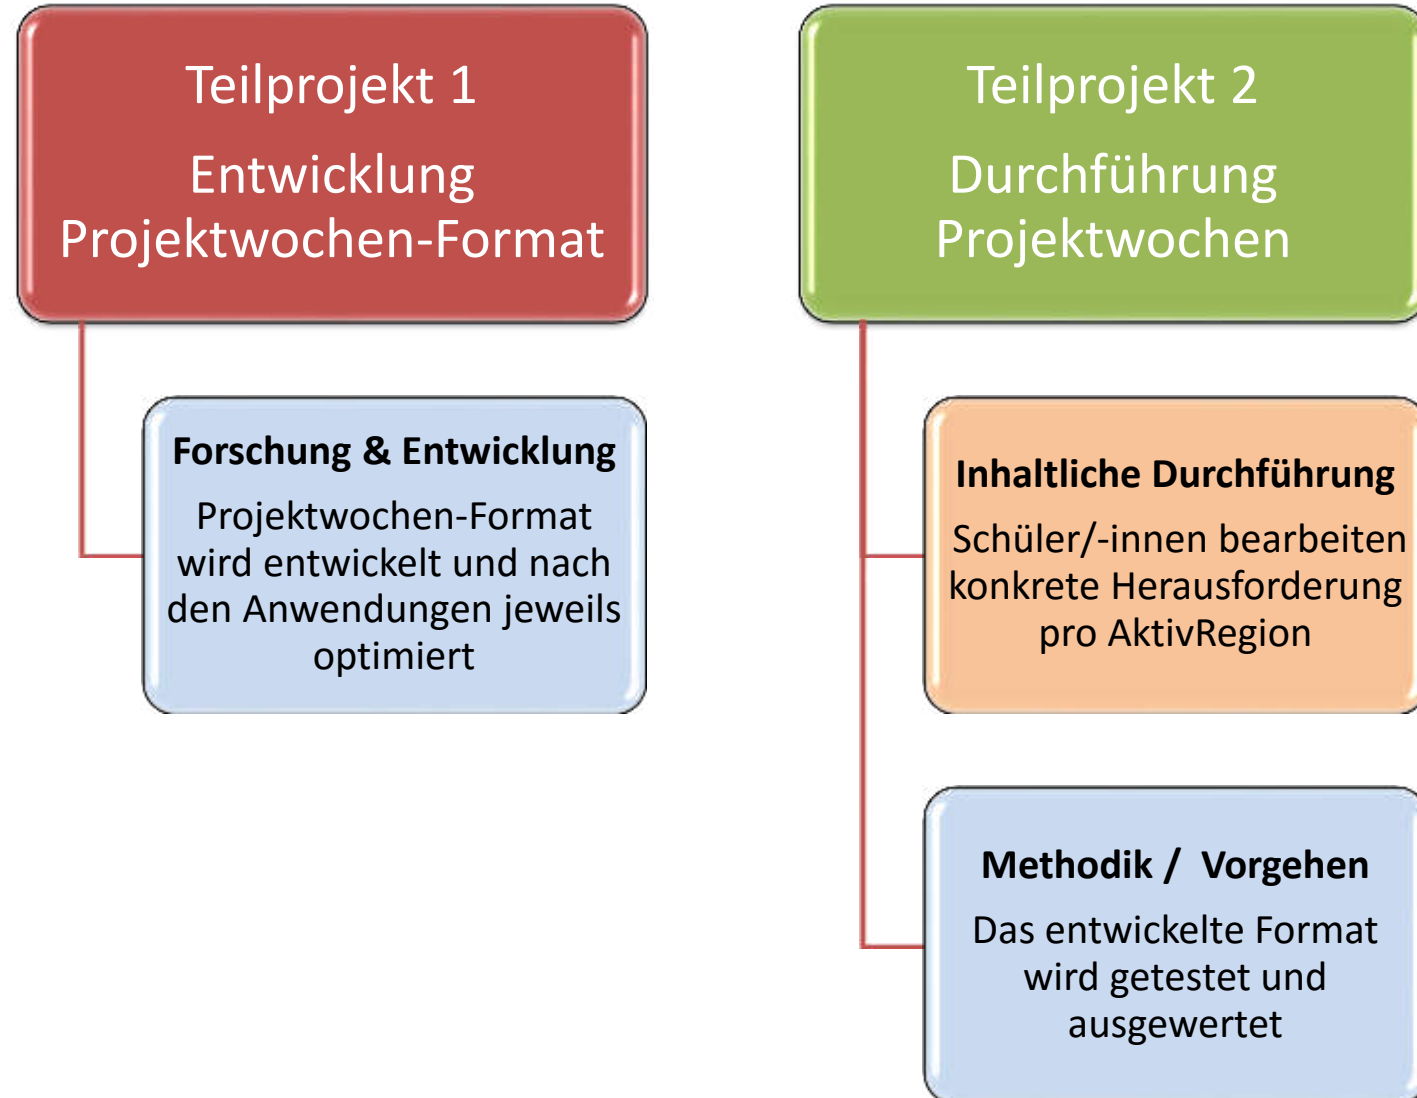 Teilprojekt 1
Entwicklung
Projektwochen-Format
Forschung & Entwicklung
Projektwochen-Format
wird entwickelt und nach
den Anwendungen jeweils
optimiert
Teilprojekt 2
Durchführung
Projektwochen
Inhaltliche Durchführung
Schüler/-innen bearbeiten
konkrete Herausforderung
pro AktivRegion
Methodik /  Vorgehen
Das entwickelte Format
wird getestet und
ausgewertet